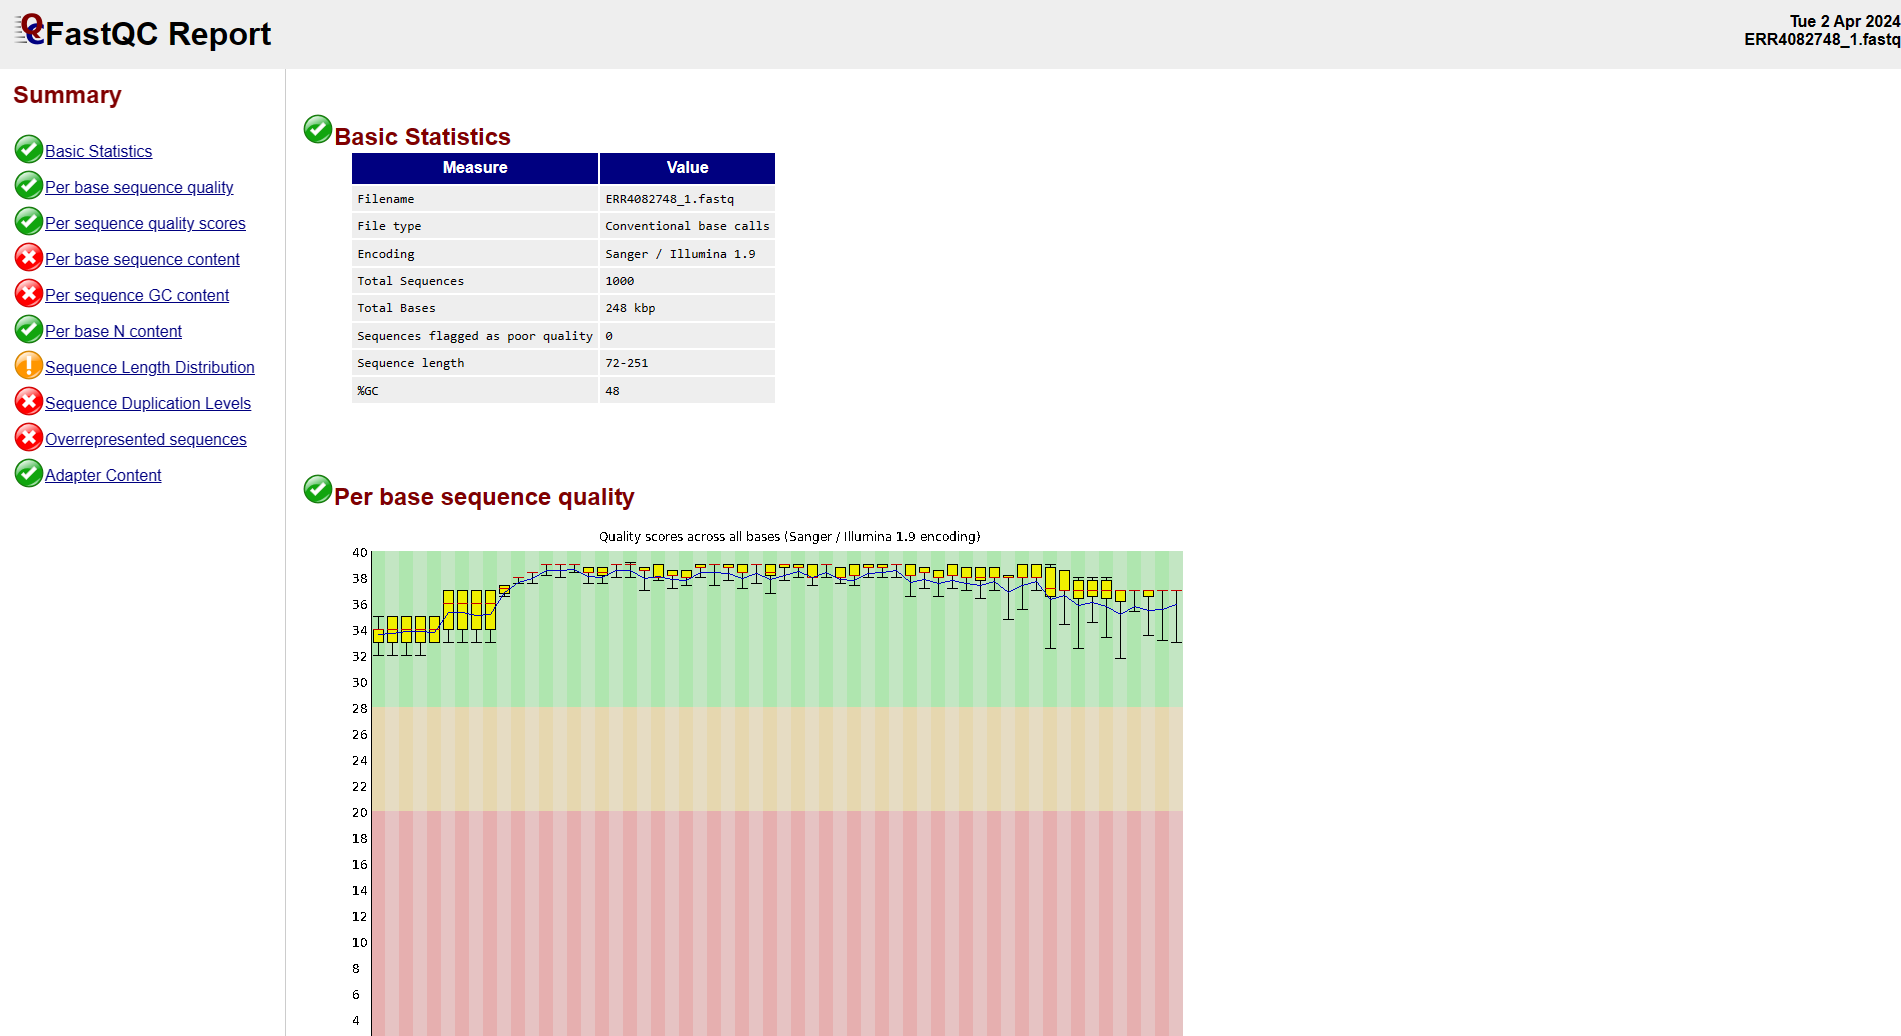 FastQC Report
Tue 2 Apr 2024
ERR4082748_1.fastq
Summary
Basic Statistics
Per base sequence quality
Per sequence quality scores
Per base sequence content
Per sequence GC content
Per base N content
Sequence Length Distribution
Sequence Duplication Levels
Overrepresented sequences
Adapter Content
Basic Statistics
Measure Value
Filename ERR4082748_1.fastq
File type Conventional base calls
Encoding Sanger / Illumina 1.9
Total Sequences 1000
Total Bases 248 kbp
Sequences flagged as poor quality 0
Sequence length 72-251
%GC 48
Per base sequence quality
Quality scores across all bases (Sanger / Illumina 1.9 encoding)
40
38
36
34
32
30
28
26
24
22
20
18
16
14
12
10
8
6
4